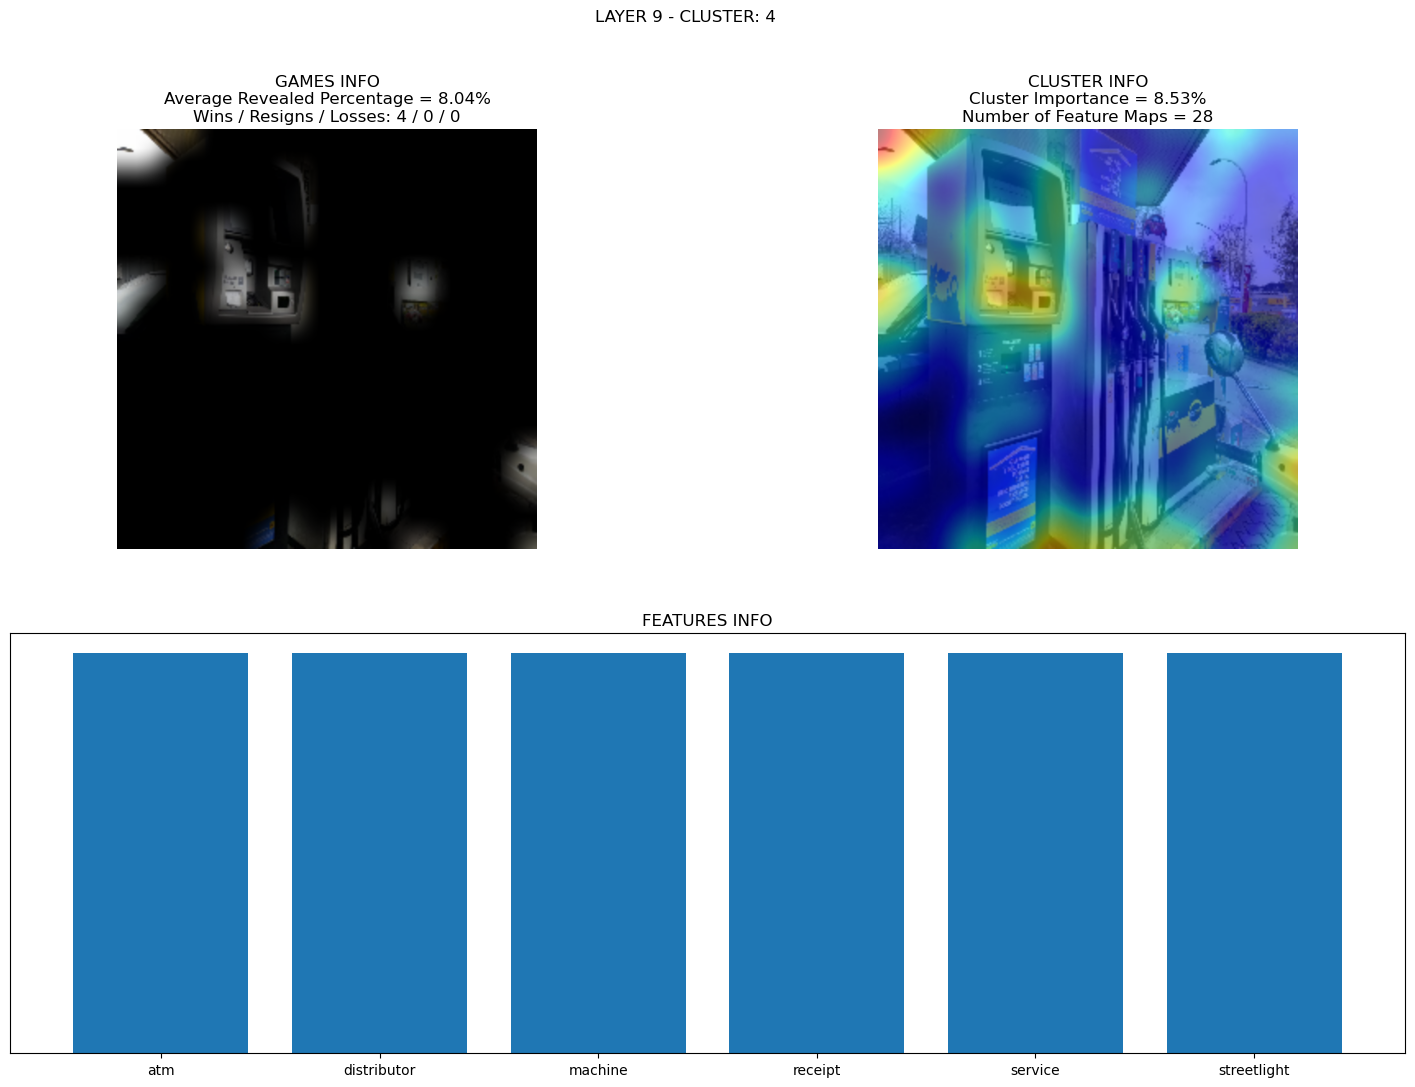 LAYER 9 - CLUSTER: 4
GAMES INFO
Average Revealed Percentage = 8.04%
Wins / Resigns / Losses: 4 / 0 / 0
CLUSTER INFO
Cluster Importance = 8.53%
Number of Feature Maps = 28
FEATURES INFO
atm
distributor
machine
receipt
service
streetlight